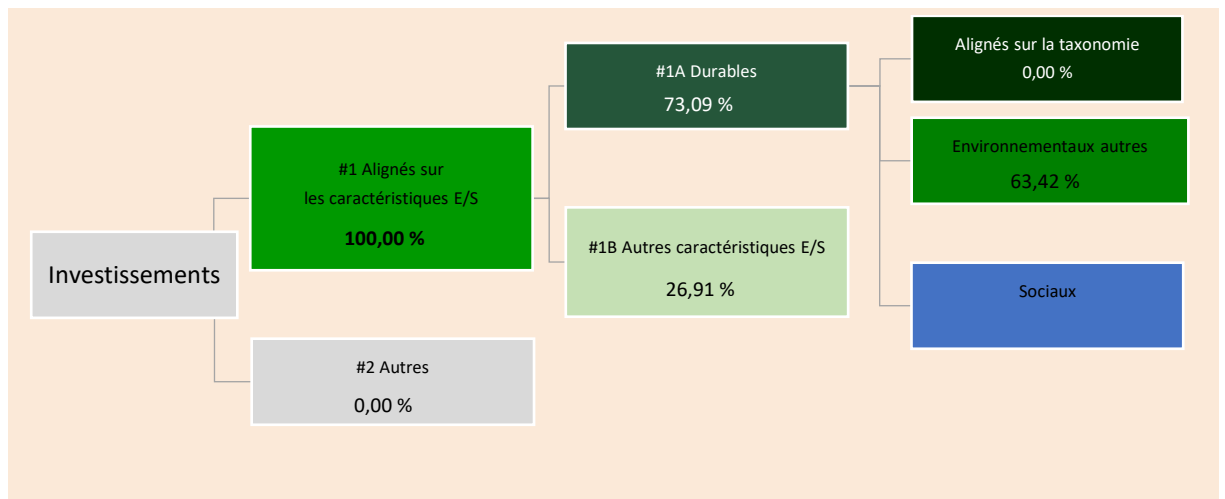 Investissements
#1 Alignés sur
les caractéristiques E/S
100,00 %
#2 Autres
0,00 %
#1A Durables
73,09 %
#1B Autres caractéristiques E/S
26,91 %
Alignés sur la taxonomie
0,00 %
Environnementaux autres
63,42 %
Sociaux